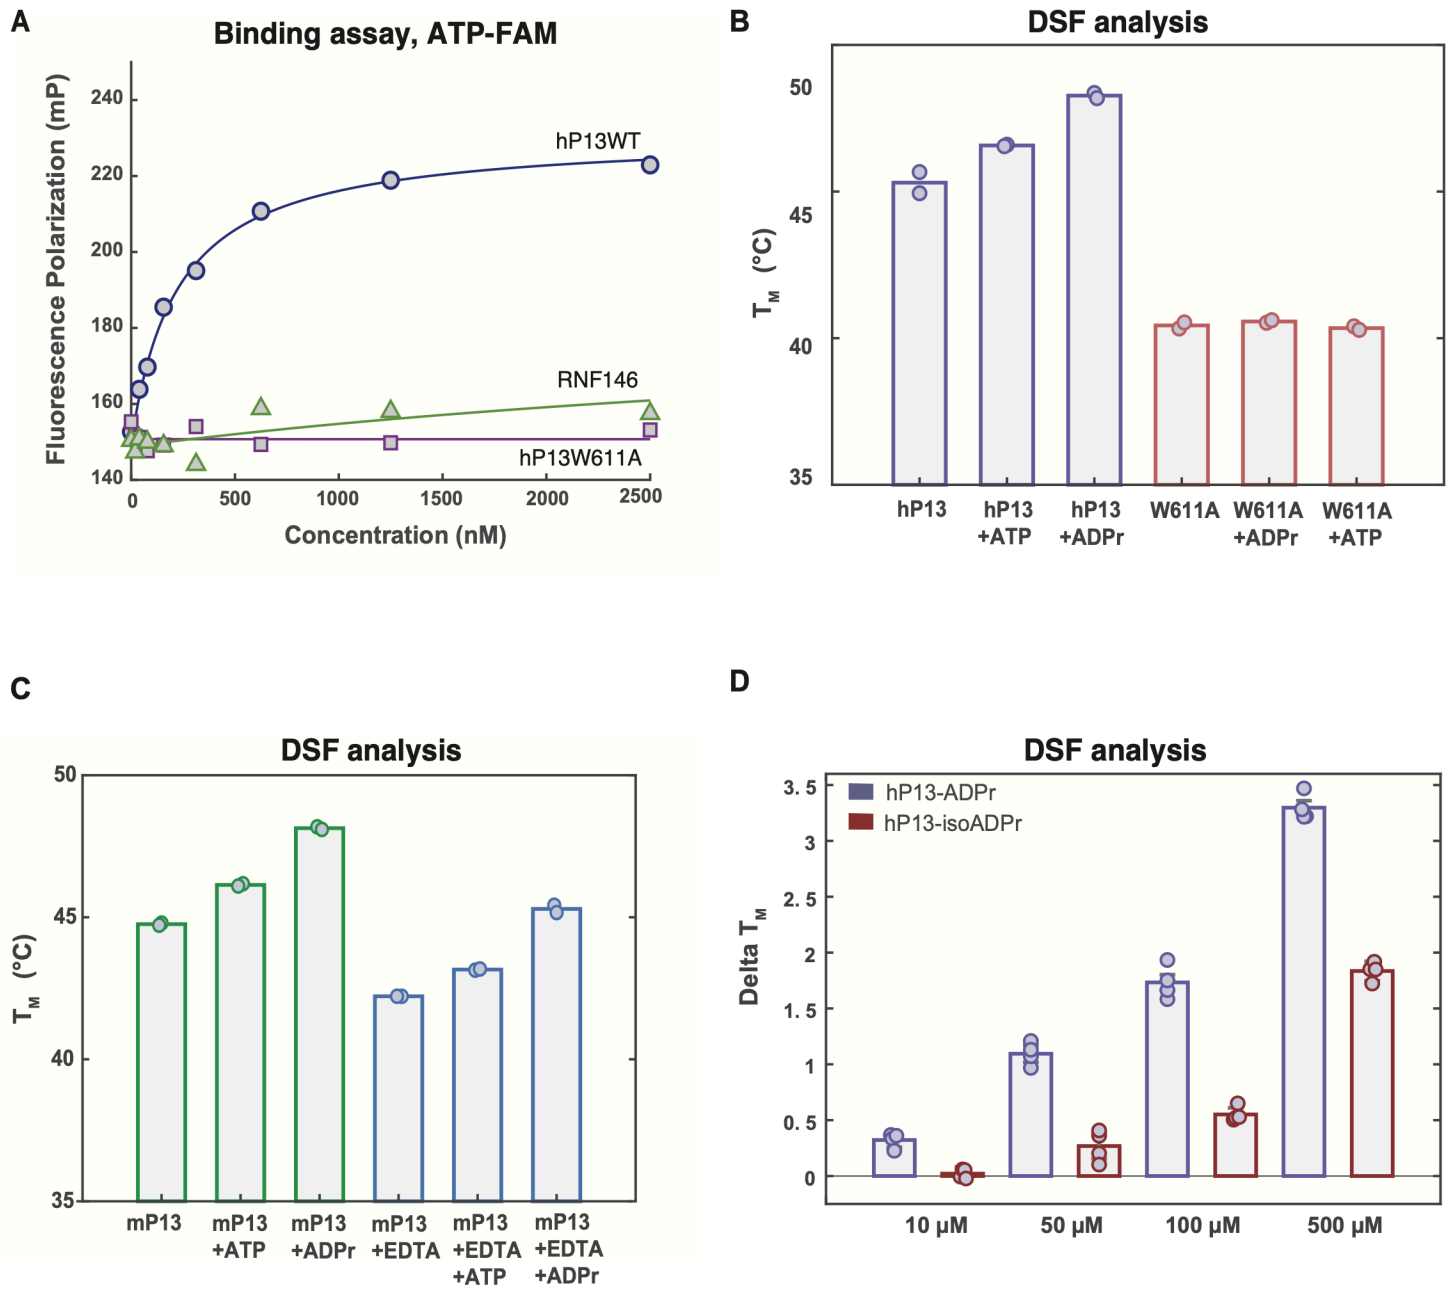 A
Binding assay, ATP-FAM
Fluorescence Polarization (mP)
240
220
200
180
160
140
hP13WT
RNF146
hP13W611A
0
500
1000
1500
2000
2500
Concentration (nM)
B
DSF analysis
T_M (°C)
50
45
40
35
hP13
hP13
+ATP
hP13
+ADPr
W611A
W611A
+ADPr
W611A
+ATP
C
DSF analysis
T_M (°C)
50
45
40
35
mP13
mP13
+ATP
mP13
+ADPr
mP13
+EDTA
mP13
+EDTA
+ATP
mP13
+EDTA
+ADPr
D
DSF analysis
hP13-ADPr
hP13-isoADPr
Delta T_M
3.5
3
2.5
2
1.5
1
0.5
0
10 µM
50 µM
100 µM
500 µM